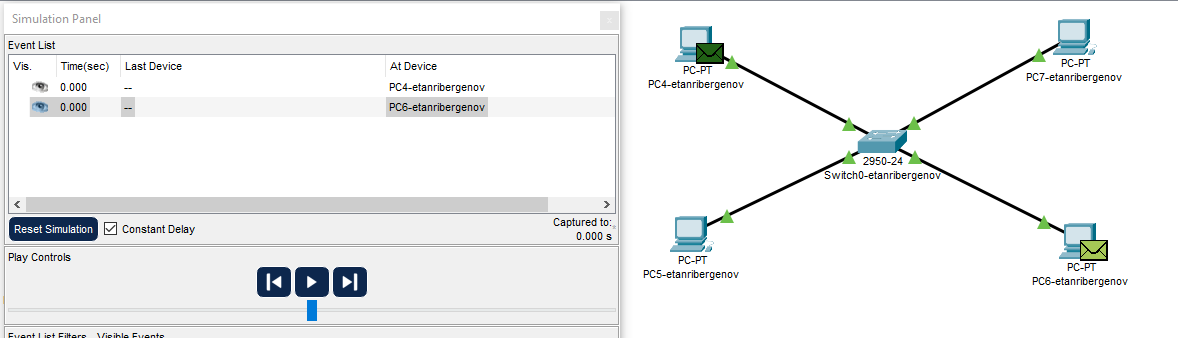 Simulation Panel
x
Event List
Vis. Time(sec) Last Device At Device
0.000 -- PC4-etanribergenov
0.000 -- PC6-etanribergenov
Reset Simulation Constant Delay Captured to:
0.000 s
Play Controls
Event List Filters - Visible Events
PC-PT
PC4-etanribergenov
PC-PT
PC7-etanribergenov
2950-24
Switch0-etanribergenov
PC-PT
PC5-etanribergenov
PC-PT
PC6-etanribergenov